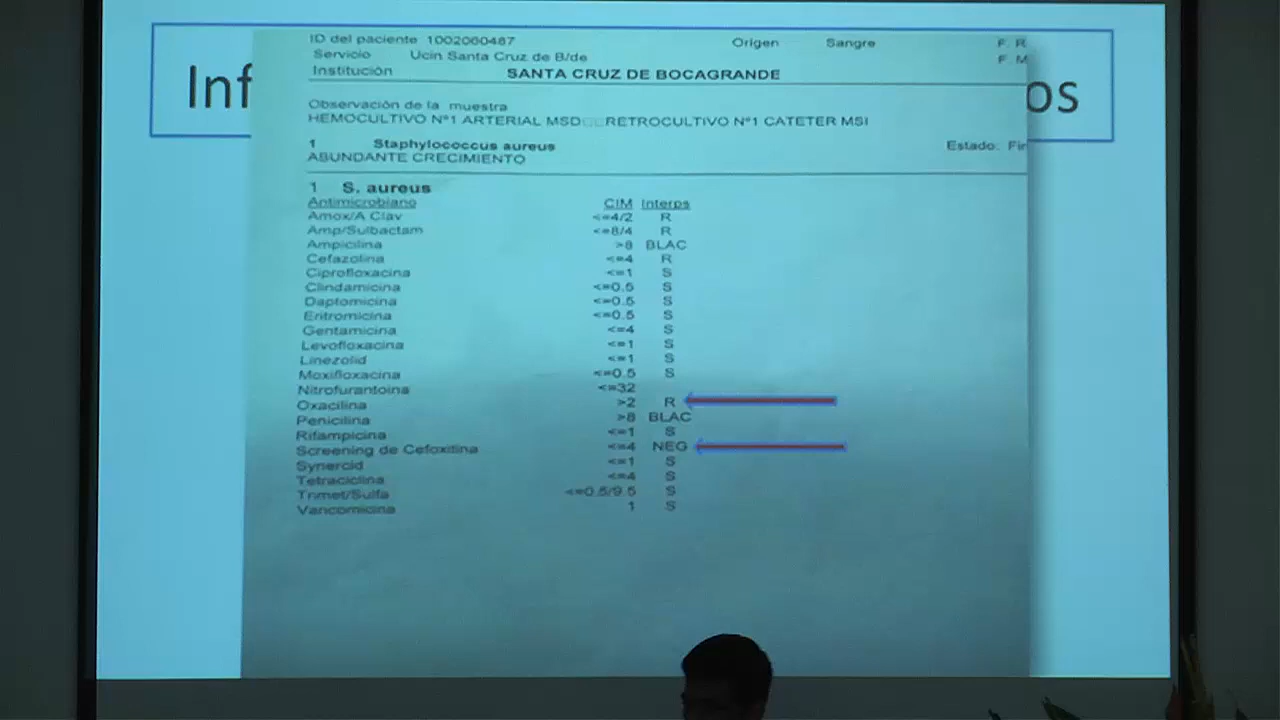 Inf os
ID del paciente 1002060487 Origen Sangre F. R
Servicio Ucin Santa Cruz de B/de F. M
Institución SANTA CRUZ DE BOCAGRANDE
Observación de la muestra
HEMOCULTIVO Nº1 ARTERIAL MSD RETROCULTIVO Nº1 CATETER MSI
1 Staphylococcus aureus Estado: Fin
ABUNDANTE CRECIMIENTO
1 S. aureus
Antimicrobiano CIM Interps
Amox/A Clav <=4/2 R
Amp/Sulbactam <=8/4 R
Ampicilina >8 BLAC
Cefazolina <=4 R
Ciprofloxacina <=1 S
Clindamicina <=0.5 S
Daptomicina <=0.5 S
Eritromicina <=0.5 S
Gentamicina <=4 S
Levofloxacina <=1 S
Linezolid <=1 S
Moxifloxacina <=0.5 S
Nitrofurantoina <=32
Oxacilina >2 R
Penicilina >8 BLAC
Rifampicina <=1 S
Screening de Cefoxitina <=4 NEG
Synercid <=1 S
Tetraciclina <=4 S
Trimet/Sulfa <=0.5/9.5 S
Vancomicina 1 S